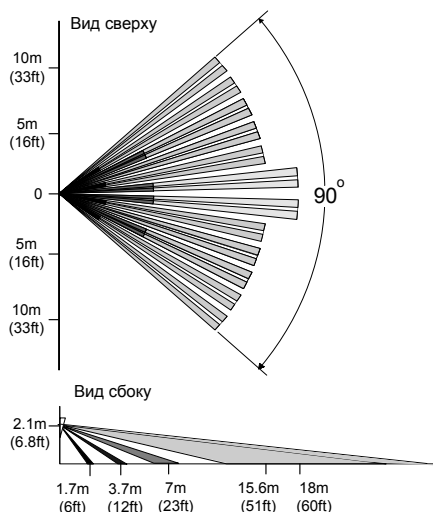 Вид сверху
10m
(33ft)
5m
(16ft)
0
5m
(16ft)
10m
(33ft)
90°
Вид сбоку
2.1m
(6.8ft)
1.7m 3.7m 7m 15.6m 18m
(6ft) (12ft) (23ft) (51ft) (60ft)